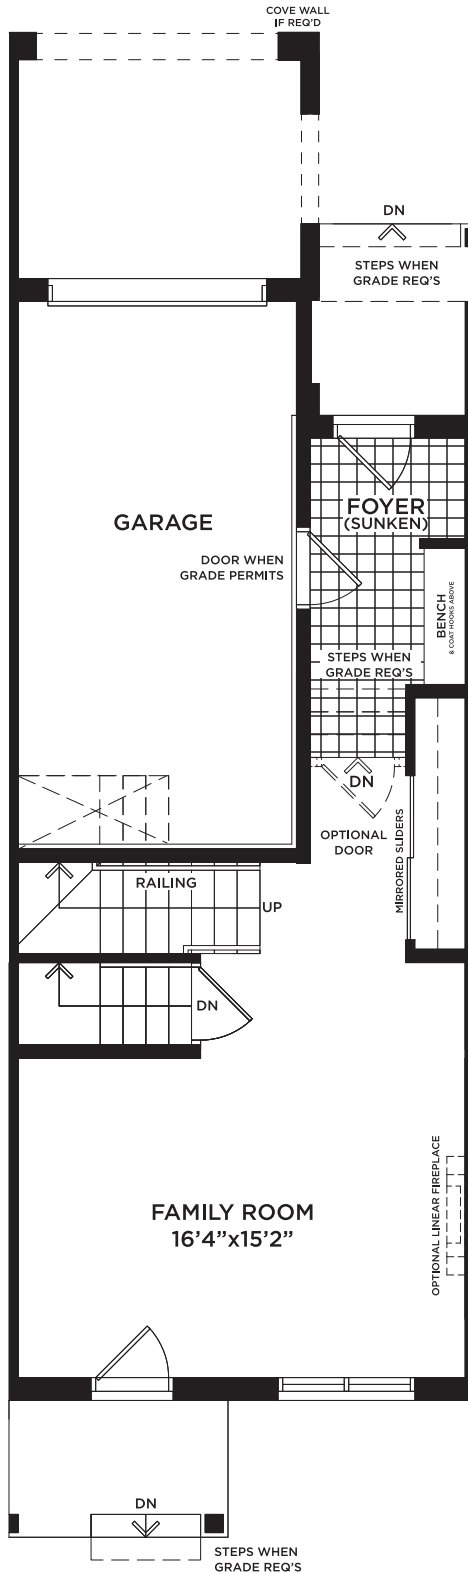 COVE WALL
IF REQ'D
DN
STEPS WHEN
GRADE REQ'S
GARAGE
FOYER
(SUNKEN)
DOOR WHEN
GRADE PERMITS
BENCH
& COAT HOOKS ABOVE
STEPS WHEN
GRADE REQ'S
DN
OPTIONAL
DOOR
MIRRORED SLIDERS
RAILING
UP
DN
FAMILY ROOM
16'4"x15'2"
OPTIONAL LINEAR FIREPLACE
DN
STEPS WHEN
GRADE REQ'S